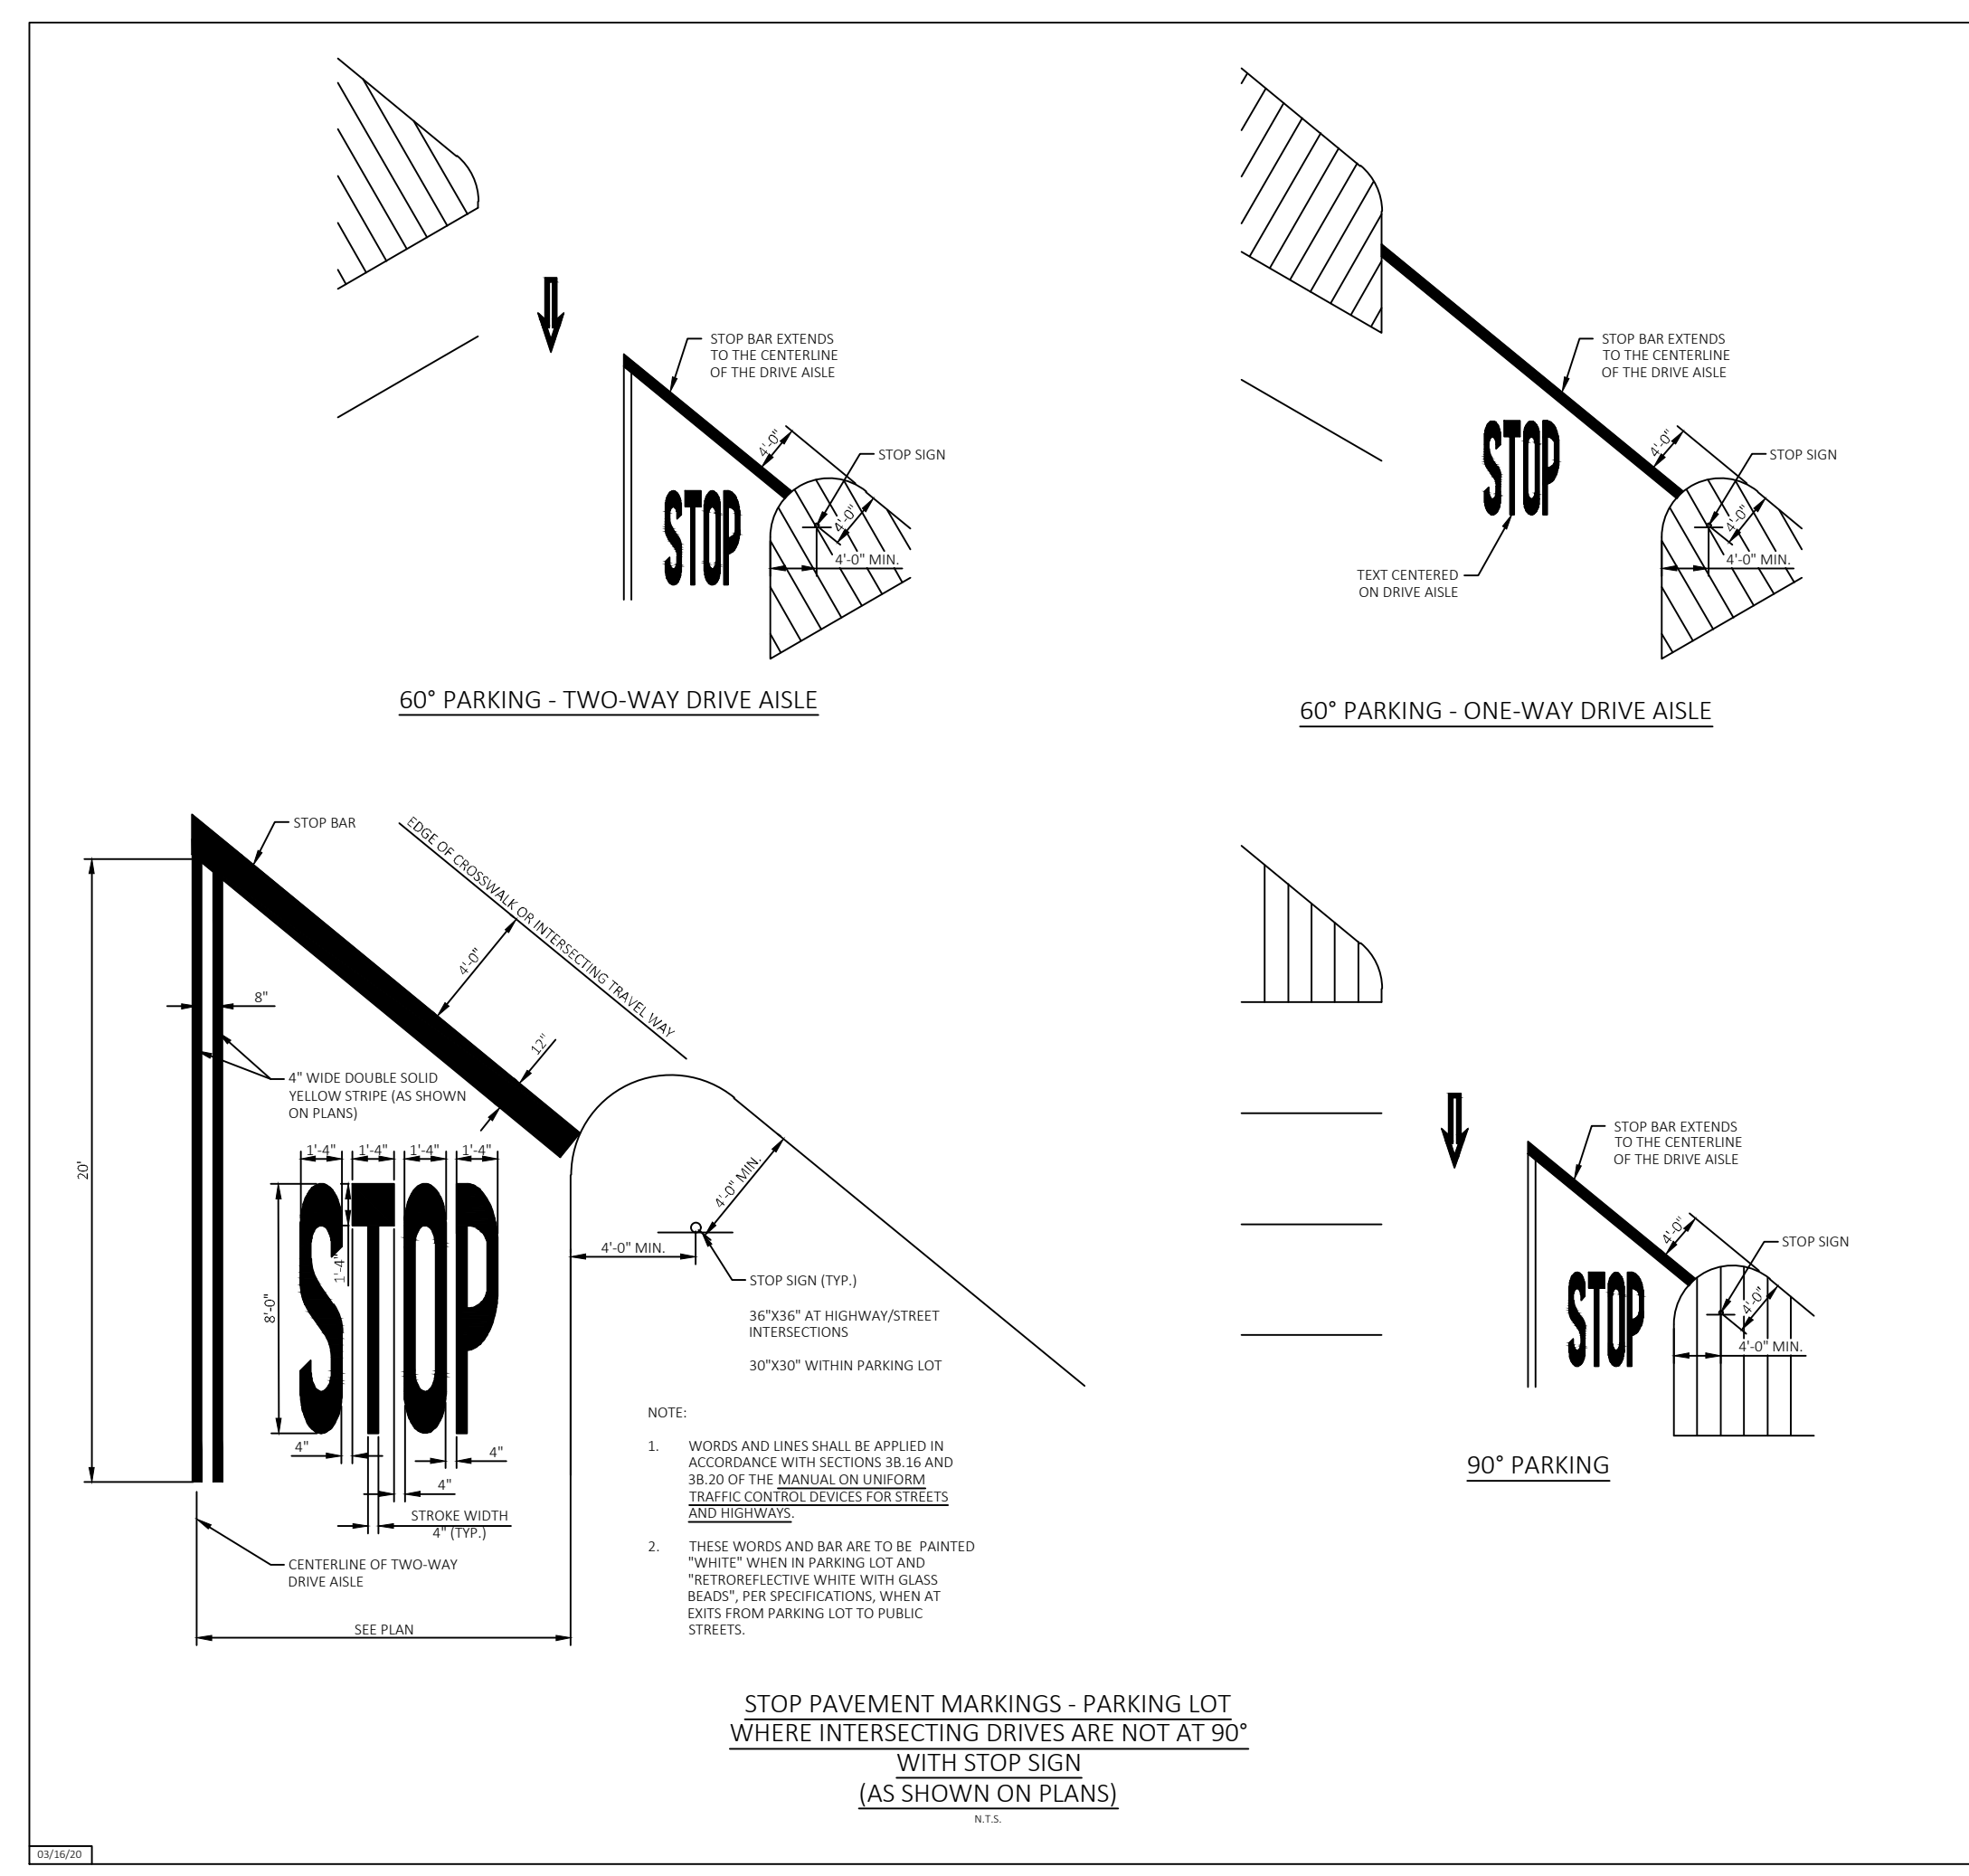 STOP BAR EXTENDS
TO THE CENTERLINE
OF THE DRIVE AISLE
4'-0"
STOP SIGN
STOP
4'-0"
4'-0" MIN.
60° PARKING - TWO-WAY DRIVE AISLE
STOP BAR EXTENDS
TO THE CENTERLINE
OF THE DRIVE AISLE
4'-0"
STOP SIGN
STOP
4'-0"
4'-0" MIN.
TEXT CENTERED
ON DRIVE AISLE
60° PARKING - ONE-WAY DRIVE AISLE
STOP BAR
EDGE OF CROSSWALK OR INTERSECTING TRAVEL WAY
4'-0"
8"
12"
4" WIDE DOUBLE SOLID
YELLOW STRIPE (AS SHOWN
ON PLANS)
20'
1'-4"
1'-4"
1'-4"
1'-4"
1'-4"
8'-0"
STOP
4'-0" MIN.
4'-0" MIN.
STOP SIGN (TYP.)
36"X36" AT HIGHWAY/STREET
INTERSECTIONS
30"X30" WITHIN PARKING LOT
4"
4"
4"
STROKE WIDTH
4" (TYP.)
CENTERLINE OF TWO-WAY
DRIVE AISLE
SEE PLAN
NOTE:
1. WORDS AND LINES SHALL BE APPLIED IN
ACCORDANCE WITH SECTIONS 3B.16 AND
3B.20 OF THE MANUAL ON UNIFORM
TRAFFIC CONTROL DEVICES FOR STREETS
AND HIGHWAYS.
2. THESE WORDS AND BAR ARE TO BE PAINTED
"WHITE" WHEN IN PARKING LOT AND
"RETROREFLECTIVE WHITE WITH GLASS
BEADS", PER SPECIFICATIONS, WHEN AT
EXITS FROM PARKING LOT TO PUBLIC
STREETS.
STOP BAR EXTENDS
TO THE CENTERLINE
OF THE DRIVE AISLE
4'-0"
STOP SIGN
STOP
4'-0"
4'-0" MIN.
90° PARKING
STOP PAVEMENT MARKINGS - PARKING LOT
WHERE INTERSECTING DRIVES ARE NOT AT 90°
WITH STOP SIGN
(AS SHOWN ON PLANS)
N.T.S.
03/16/20